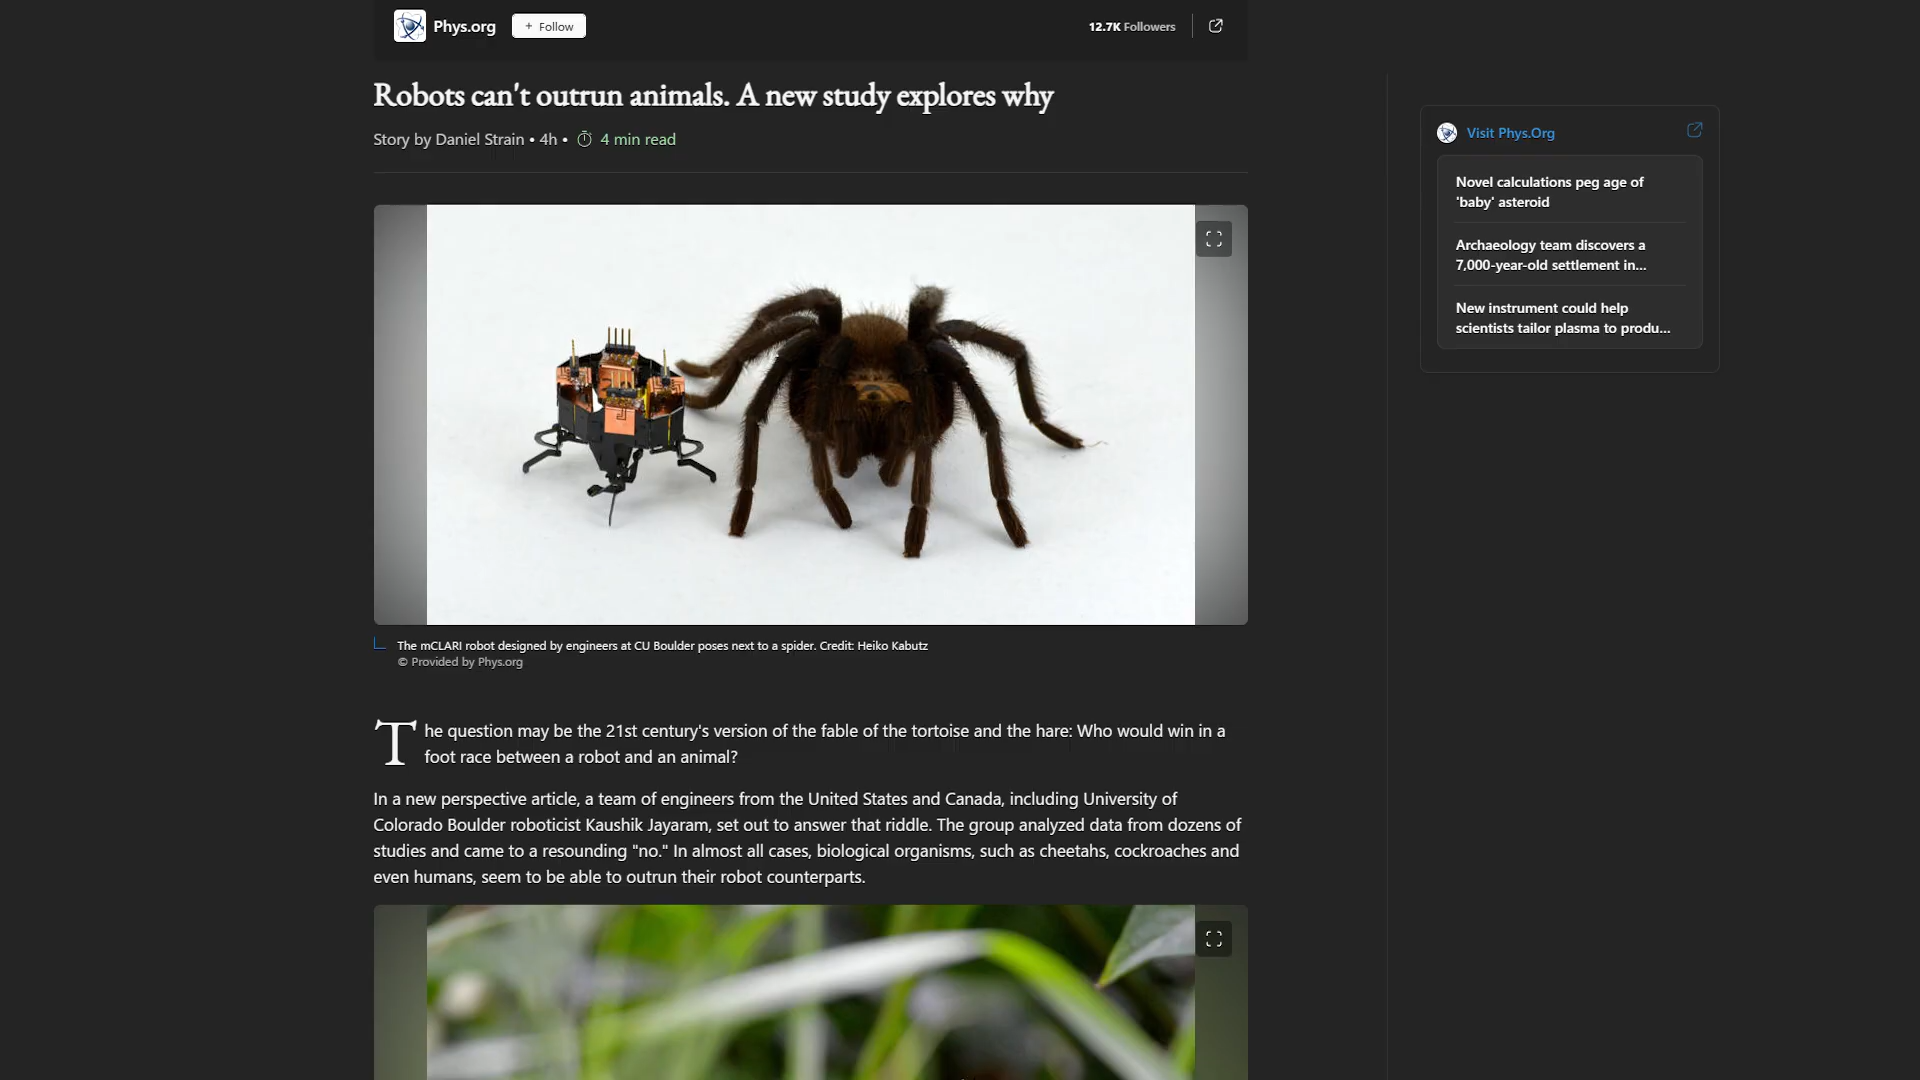 Phys.org
+ Follow
12.7K Followers
Robots can't outrun animals. A new study explores why
Story by Daniel Strain • 4h • 4 min read
The mCLARI robot designed by engineers at CU Boulder poses next to a spider. Credit: Heiko Kabutz
© Provided by Phys.org
The question may be the 21st century's version of the fable of the tortoise and the hare: Who would win in a
foot race between a robot and an animal?
In a new perspective article, a team of engineers from the United States and Canada, including University of
Colorado Boulder roboticist Kaushik Jayaram, set out to answer that riddle. The group analyzed data from dozens of
studies and came to a resounding "no." In almost all cases, biological organisms, such as cheetahs, cockroaches and
even humans, seem to be able to outrun their robot counterparts.
Visit Phys.Org
Novel calculations peg age of
'baby' asteroid
Archaeology team discovers a
7,000-year-old settlement in...
New instrument could help
scientists tailor plasma to produ...